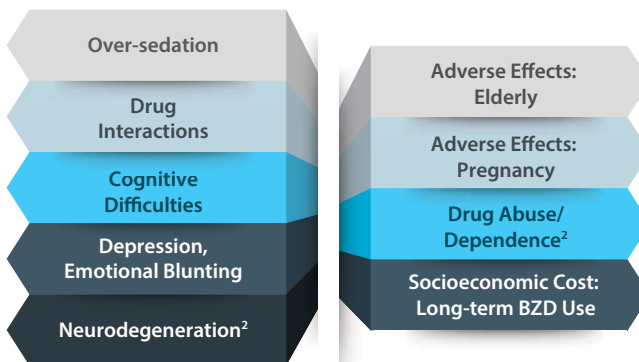 Over-sedation
Drug
Interactions
Cognitive
Difficulties
Depression,
Emotional Blunting
Neurodegeneration²
Adverse Effects:
Elderly
Adverse Effects:
Pregnancy
Drug Abuse/
Dependence²
Socioeconomic Cost:
Long-term BZD Use